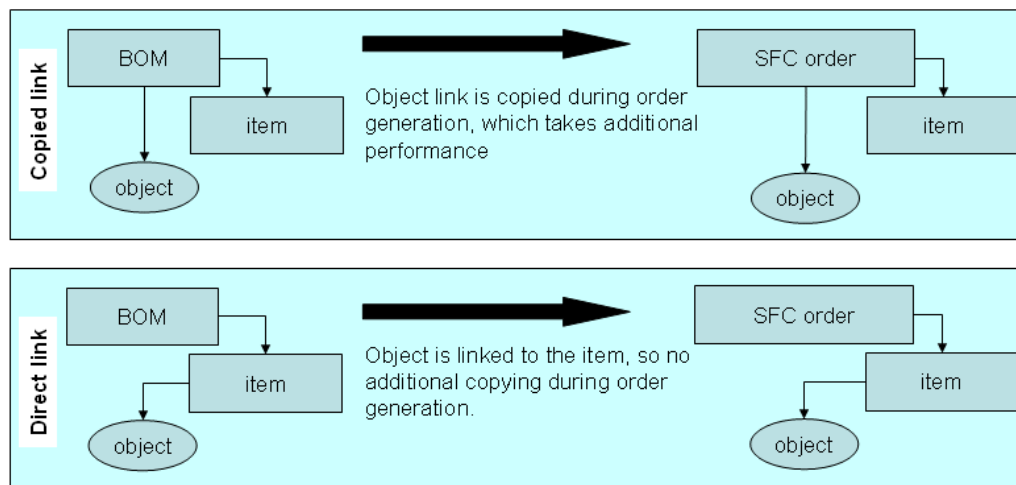 Copied link
BOM
item
object
Object link is copied during order
generation, which takes additional
performance
SFC order
item
object
Direct link
BOM
item
object
Object is linked to the item, so no
additional copying during order
generation.
SFC order
item
object